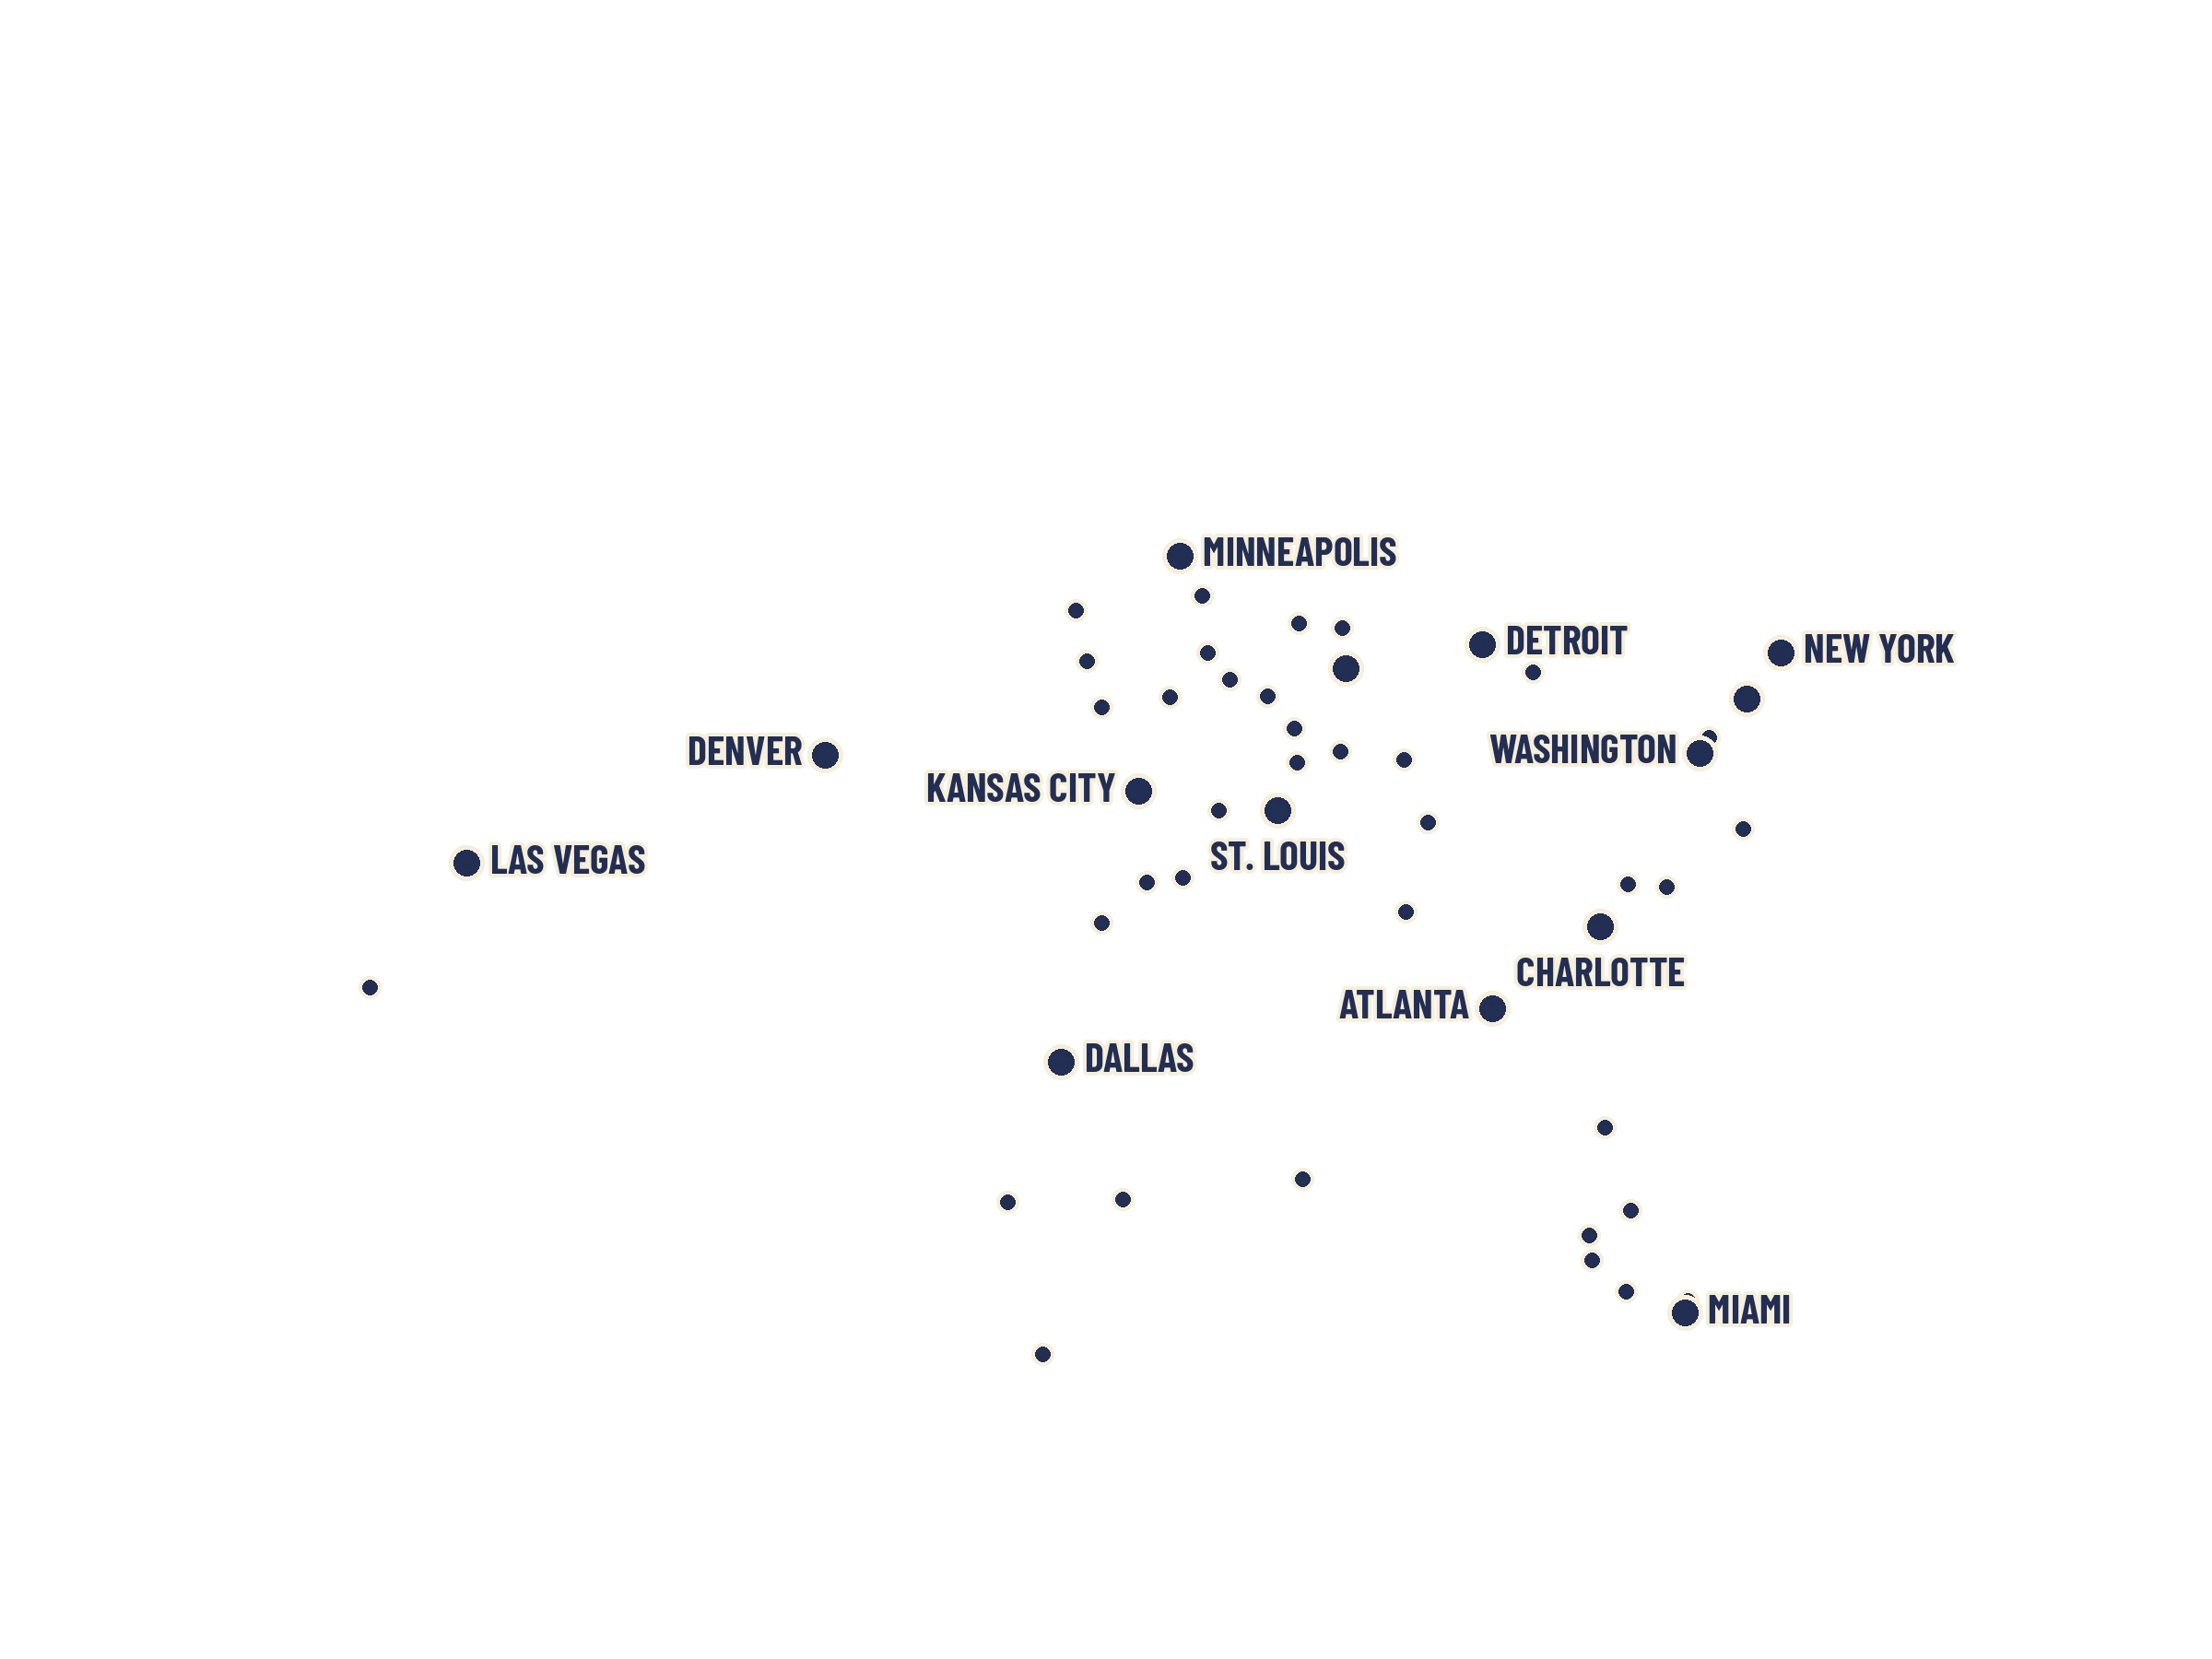 MINNEAPOLIS
DETROIT
NEW YORK
DENVER
WASHINGTON
KANSAS CITY
LAS VEGAS
ST. LOUIS
CHARLOTTE
ATLANTA
DALLAS
MIAMI